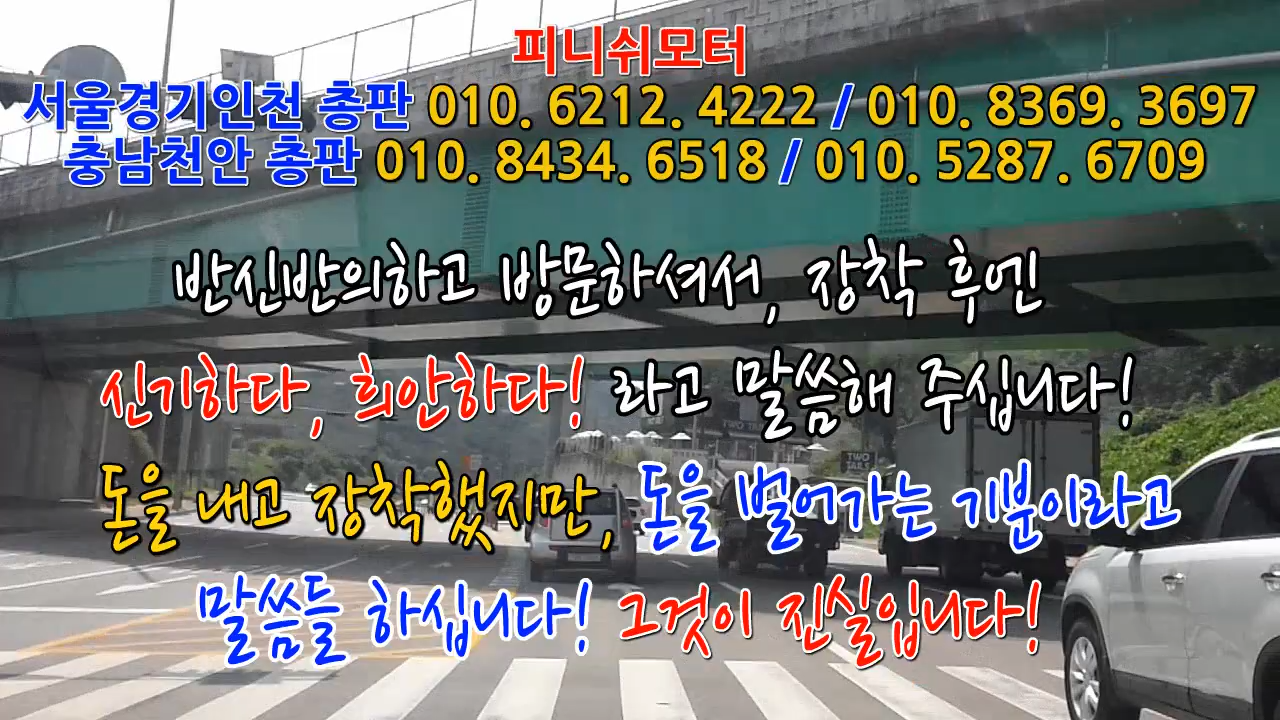 피니쉬모터
서울경기인천 총판 010. 6212. 4222 / 010. 8369. 3697
충남천안 총판 010. 8434. 6518 / 010. 5287. 6709
반신반의하고 방문하셔서, 장착 후엔
신기하다, 희안하다! 라고 말씀해 주십니다!
TWO
TAILS
돈을 내고 장착했지만, 돈을 벌어가는 기분이라고
말씀들 하십니다! 그것이 진실입니다!